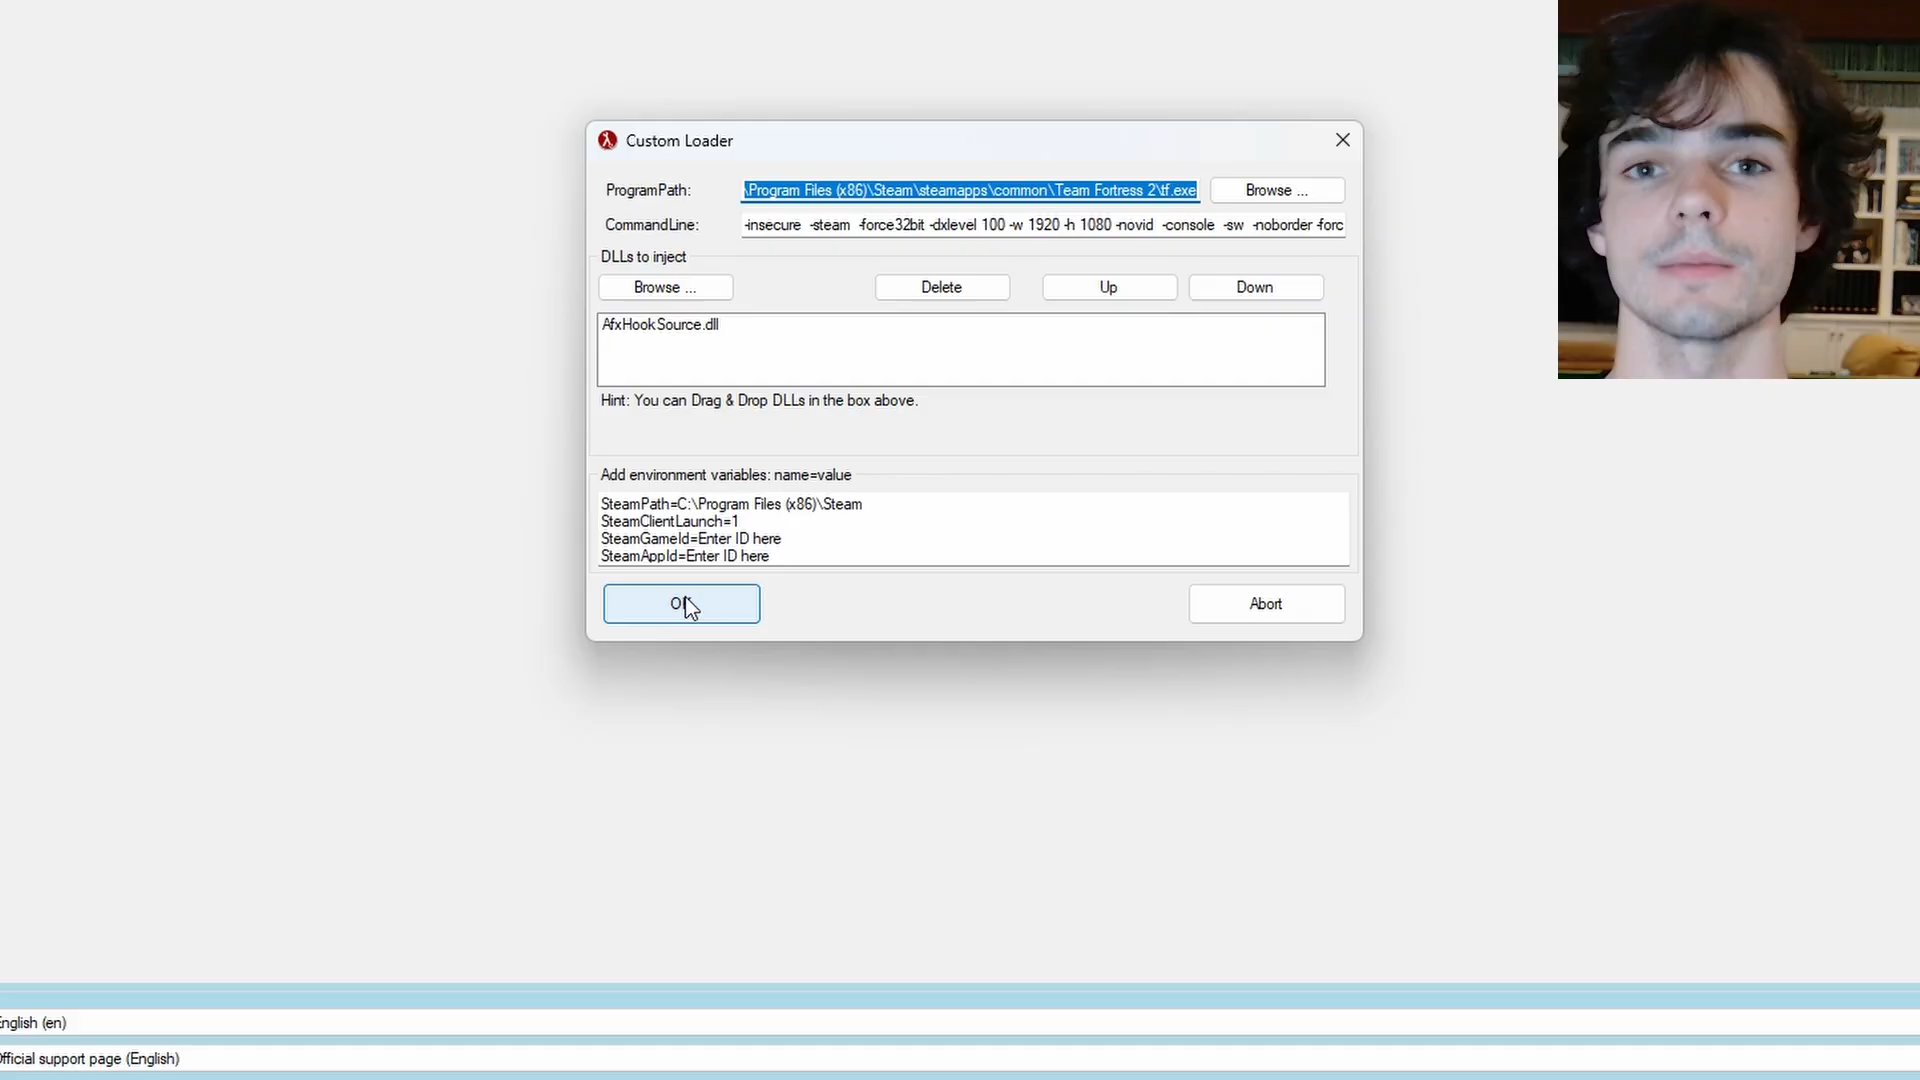 Custom Loader
ProgramPath: \Program Files (x86)\Steam\steamapps\common\Team Fortress 2\tf.exe Browse ...
CommandLine: -insecure -steam -force32bit -dxlevel 100 -w 1920 -h 1080 -novid -console -sw -noborder -forc
DLLs to inject
Browse ... Delete Up Down
AfxHookSource.dll
Hint: You can Drag & Drop DLLs in the box above.
Add environment variables: name=value
SteamPath=C:\Program Files (x86)\Steam
SteamClientLaunch=1
SteamGameId=Enter ID here
SteamAppId=Enter ID here
OK Abort
English (en)
Official support page (English)